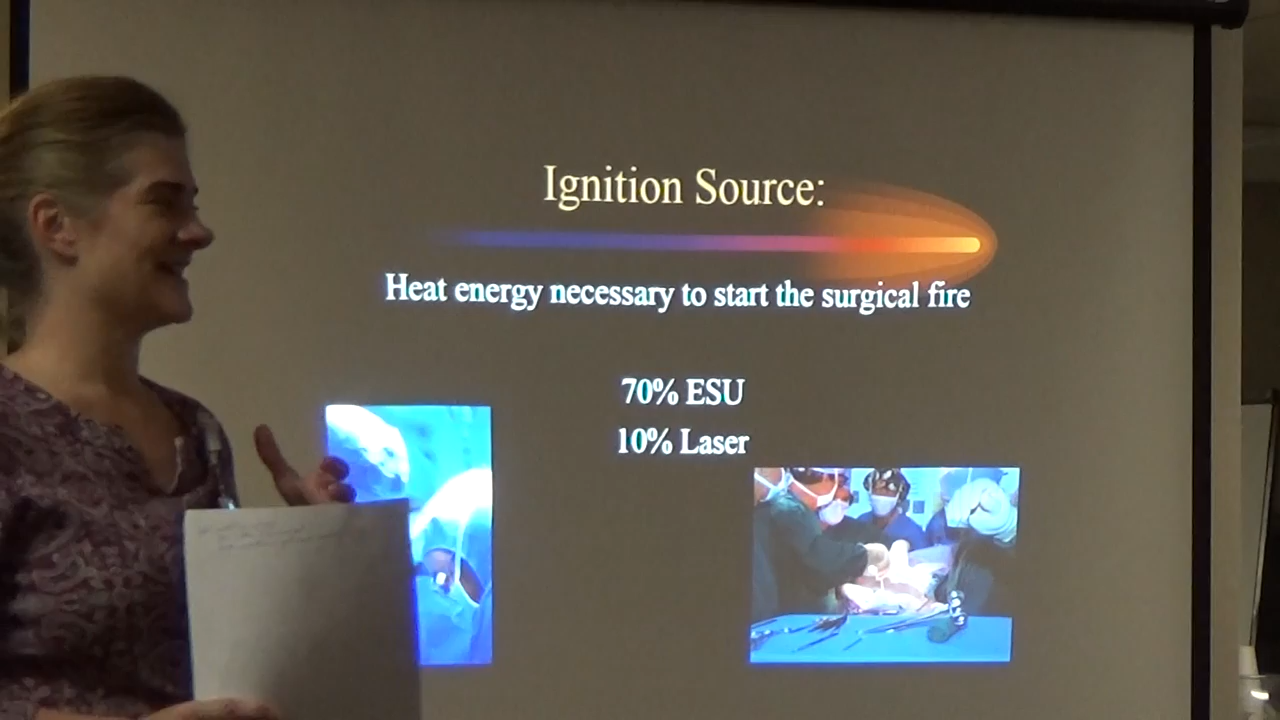 Ignition Source:
Heat energy necessary to start the surgical fire
70% ESU
10% Laser